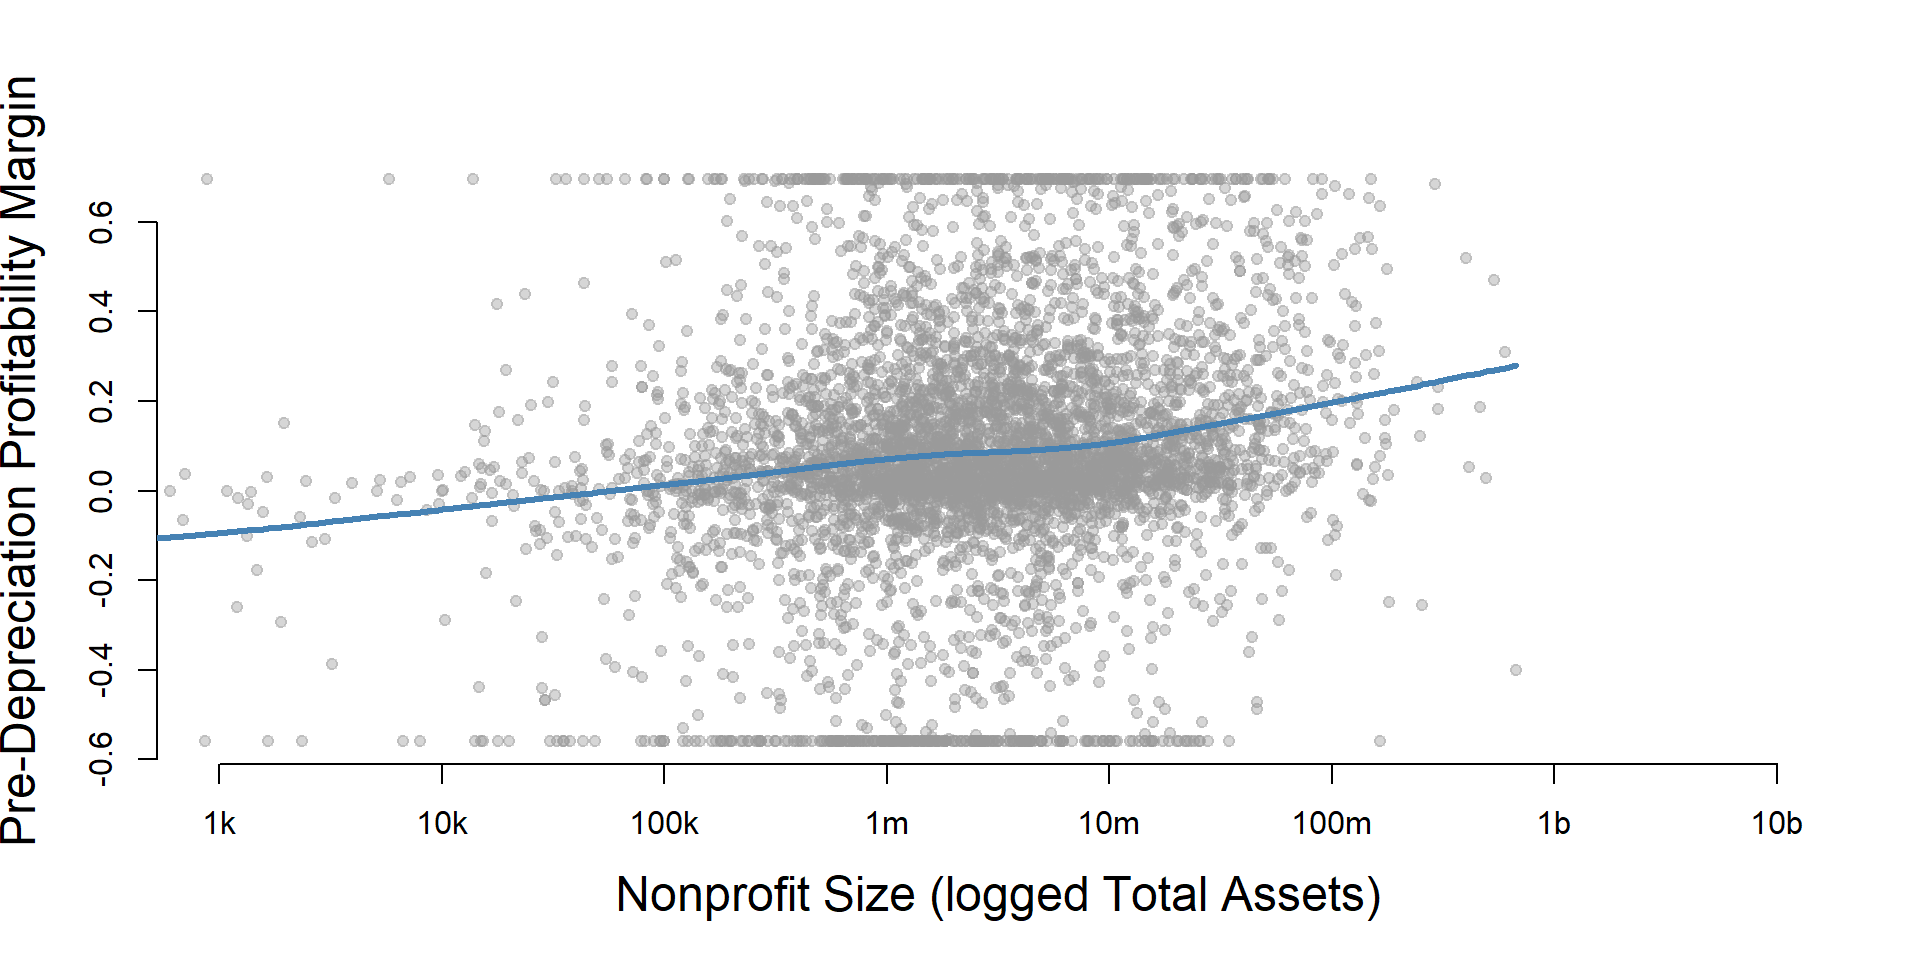 Pre-Depreciation Profitability Margin
0.6
0.4
0.2
0.0
-0.2
-0.4
-0.6
1k 10k 100k 1m 10m 100m 1b 10b
Nonprofit Size (logged Total Assets)